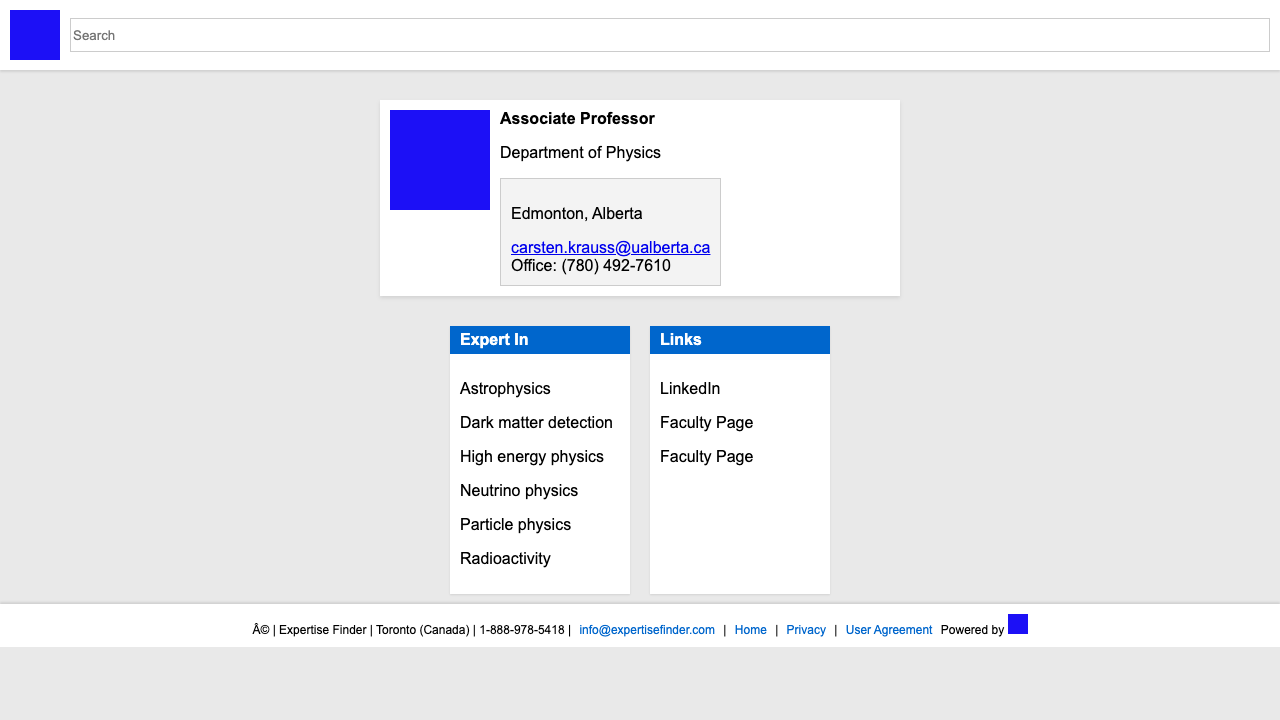 Search
Associate Professor
Department of Physics
Edmonton, Alberta
carsten.krauss@ualberta.ca
Office: (780) 492-7610
Expert In
Astrophysics
Dark matter detection
High energy physics
Neutrino physics
Particle physics
Radioactivity
Links
LinkedIn
Faculty Page
Faculty Page
Â© | Expertise Finder | Toronto (Canada) | 1-888-978-5418 | info@expertisefinder.com | Home | Privacy | User Agreement Powered by